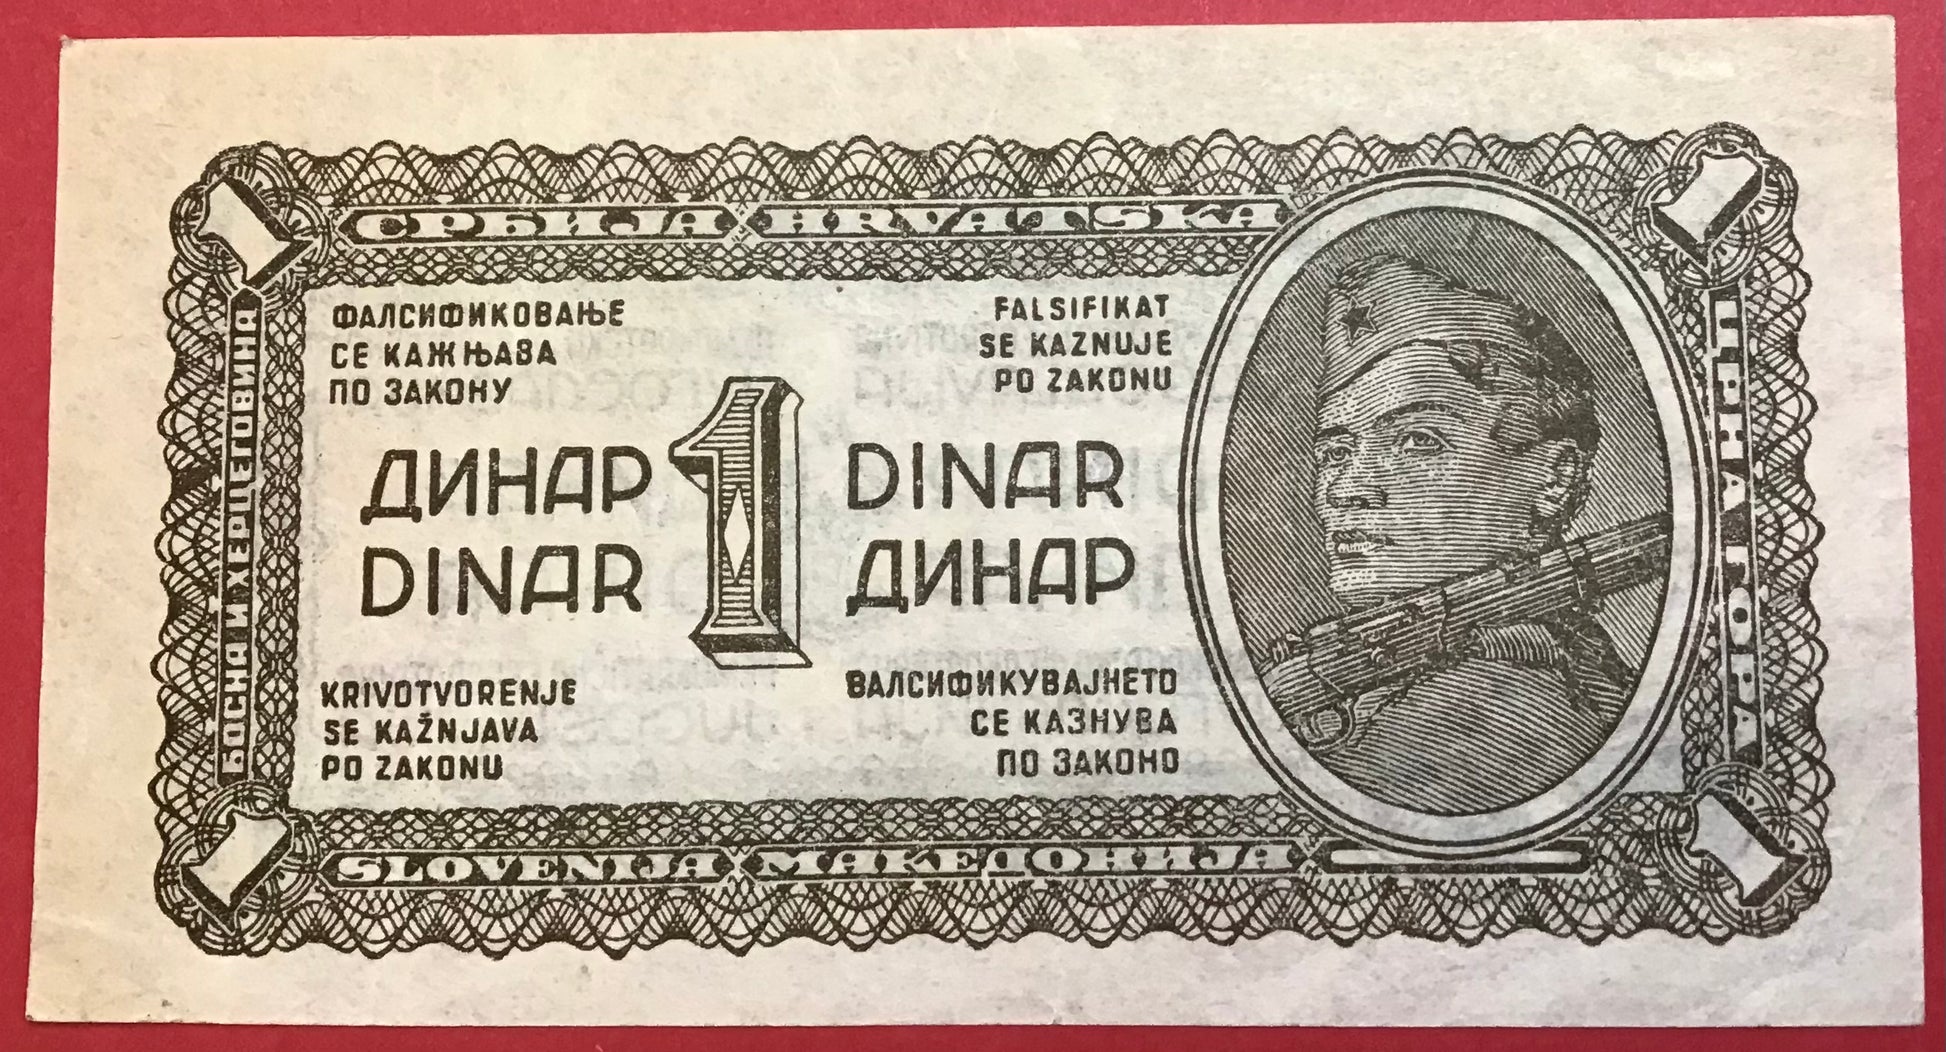 СРБИЈА HRVATSKA
БОСНА И ХЕРЦЕГОВИНА
ЦРНА ГОРА
ФАЛСИФИКОВАЊЕ
СЕ КАЖЊАВА
ПО ЗАКОНУ
FALSIFIKAT
SE KAZNUJE
PO ZAKONU
ДИНАР
DINAR
1
DINAR
ДИНАР
KRIVOTVORENJE
SE KAŽNJAVA
PO ZAKONU
ВАЛСИФИКУВАЈНЕТО
СЕ КАЗНУВА
ПО ЗАКОНО
SLOVENIJA МАКЕДОНИЈА